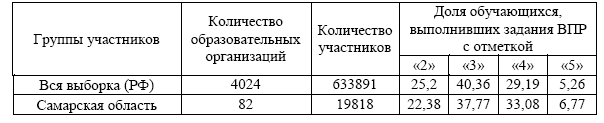 Группы участников
Количество
образовательных
организаций
Количество
участников
Доля обучающихся,
выполнивших задания ВПР
с отметкой
«2» «3» «4» «5»
Вся выборка (РФ) 4024 633891 25,2 40,36 29,19 5,26
Самарская область 82 19818 22,38 37,77 33,08 6,77